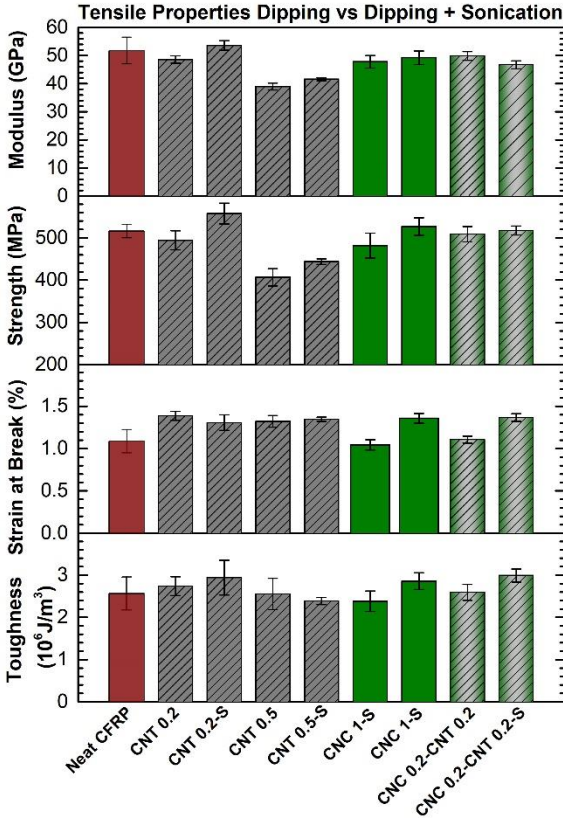 Tensile Properties Dipping vs Dipping + Sonication
Modulus (GPa)
60
50
40
30
20
10
0
Strength (MPa)
500
400
300
200
Strain at Break (%)
1.5
1.0
0.5
0.0
Toughness
(10⁶J/m³)
3
2
1
0
Neat CFRP
CNT 0.2
CNT 0.2-S
CNT 0.5
CNT 0.5-S
CNC 1-S
CNC 1-S
CNC 0.2-CNT 0.2
CNC 0.2-CNT 0.2-S